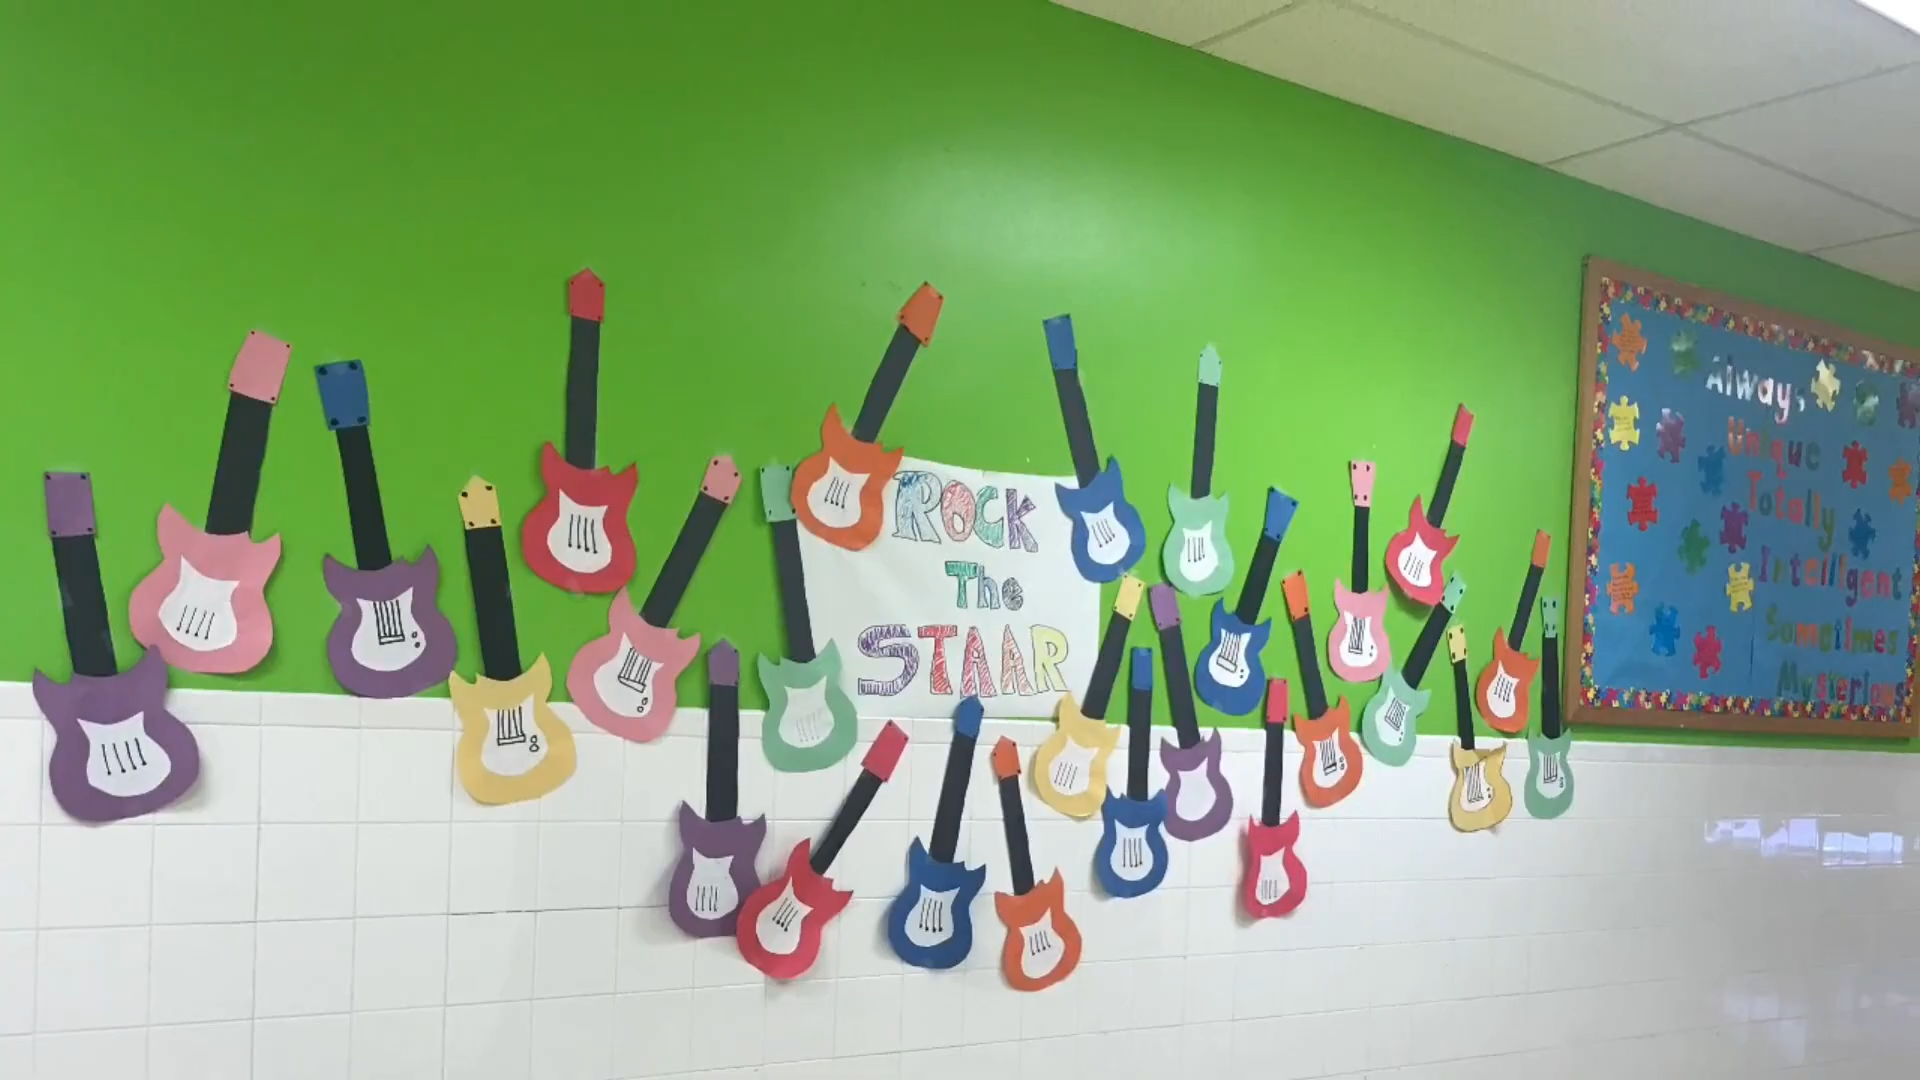 ROCK
The
STAAR
Always
Unique
Totally
Intelligent
Sometimes
Mysterious